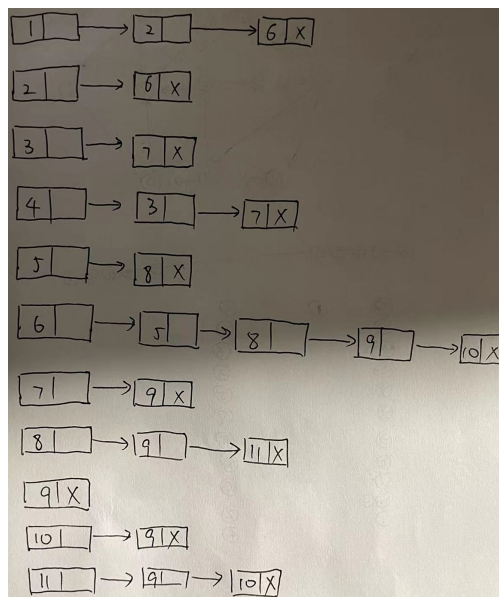 1 2 6 X
2 6 X
3 7 X
4 3 7 X
5 8 X
6 5 8 9 10 X
7 9 X
8 9 11 X
9 X
10 9 X
11 9 10 X